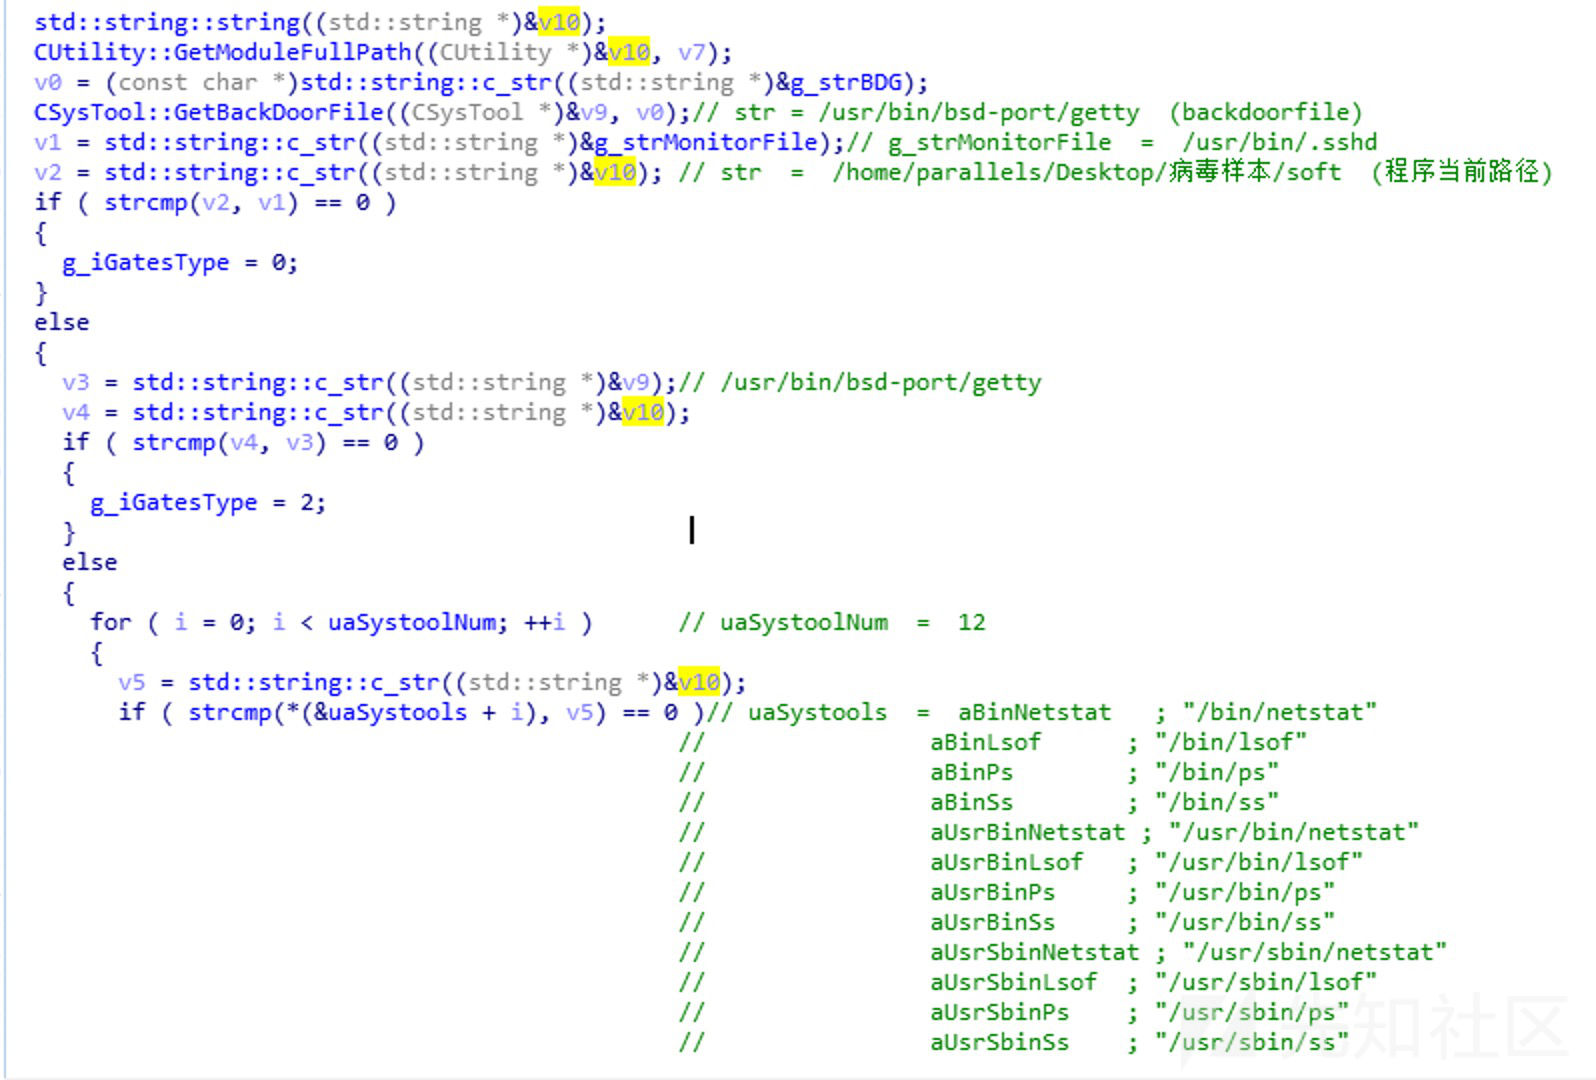 std::string::string((std::string *)&v10);
CUtility::GetModuleFullPath((CUtility *)&v10, v7);
v0 = (const char *)std::string::c_str((std::string *)&g_strBDG);
CSysTool::GetBackDoorFile((CSysTool *)&v9, v0);// str = /usr/bin/bsd-port/getty  (backdoorfile)
v1 = std::string::c_str((std::string *)&g_strMonitorFile);// g_strMonitorFile  =  /usr/bin/.sshd
v2 = std::string::c_str((std::string *)&v10); // str  =  /home/parallels/Desktop/病毒样本/soft  (程序当前路径)
if ( strcmp(v2, v1) == 0 )
{
  g_iGatesType = 0;
}
else
{
  v3 = std::string::c_str((std::string *)&v9);// /usr/bin/bsd-port/getty
  v4 = std::string::c_str((std::string *)&v10);
  if ( strcmp(v4, v3) == 0 )
  {
    g_iGatesType = 2;
  }
  else
  {
    for ( i = 0; i < uaSystoolNum; ++i )      // uaSystoolNum  =  12
    {
      v5 = std::string::c_str((std::string *)&v10);
      if ( strcmp(*(&uaSystools + i), v5) == 0 )// uaSystools  =  aBinNetstat   ; "/bin/netstat"
                                              //                aBinLsof      ; "/bin/lsof"
                                              //                aBinPs        ; "/bin/ps"
                                              //                aBinSs        ; "/bin/ss"
                                              //                aUsrBinNetstat ; "/usr/bin/netstat"
                                              //                aUsrBinLsof   ; "/usr/bin/lsof"
                                              //                aUsrBinPs     ; "/usr/bin/ps"
                                              //                aUsrBinSs     ; "/usr/bin/ss"
                                              //                aUsrSbinNetstat ; "/usr/sbin/netstat"
                                              //                aUsrSbinLsof  ; "/usr/sbin/lsof"
                                              //                aUsrSbinPs    ; "/usr/sbin/ps"
                                              //                aUsrSbinSs    ; "/usr/sbin/ss"
先知社区